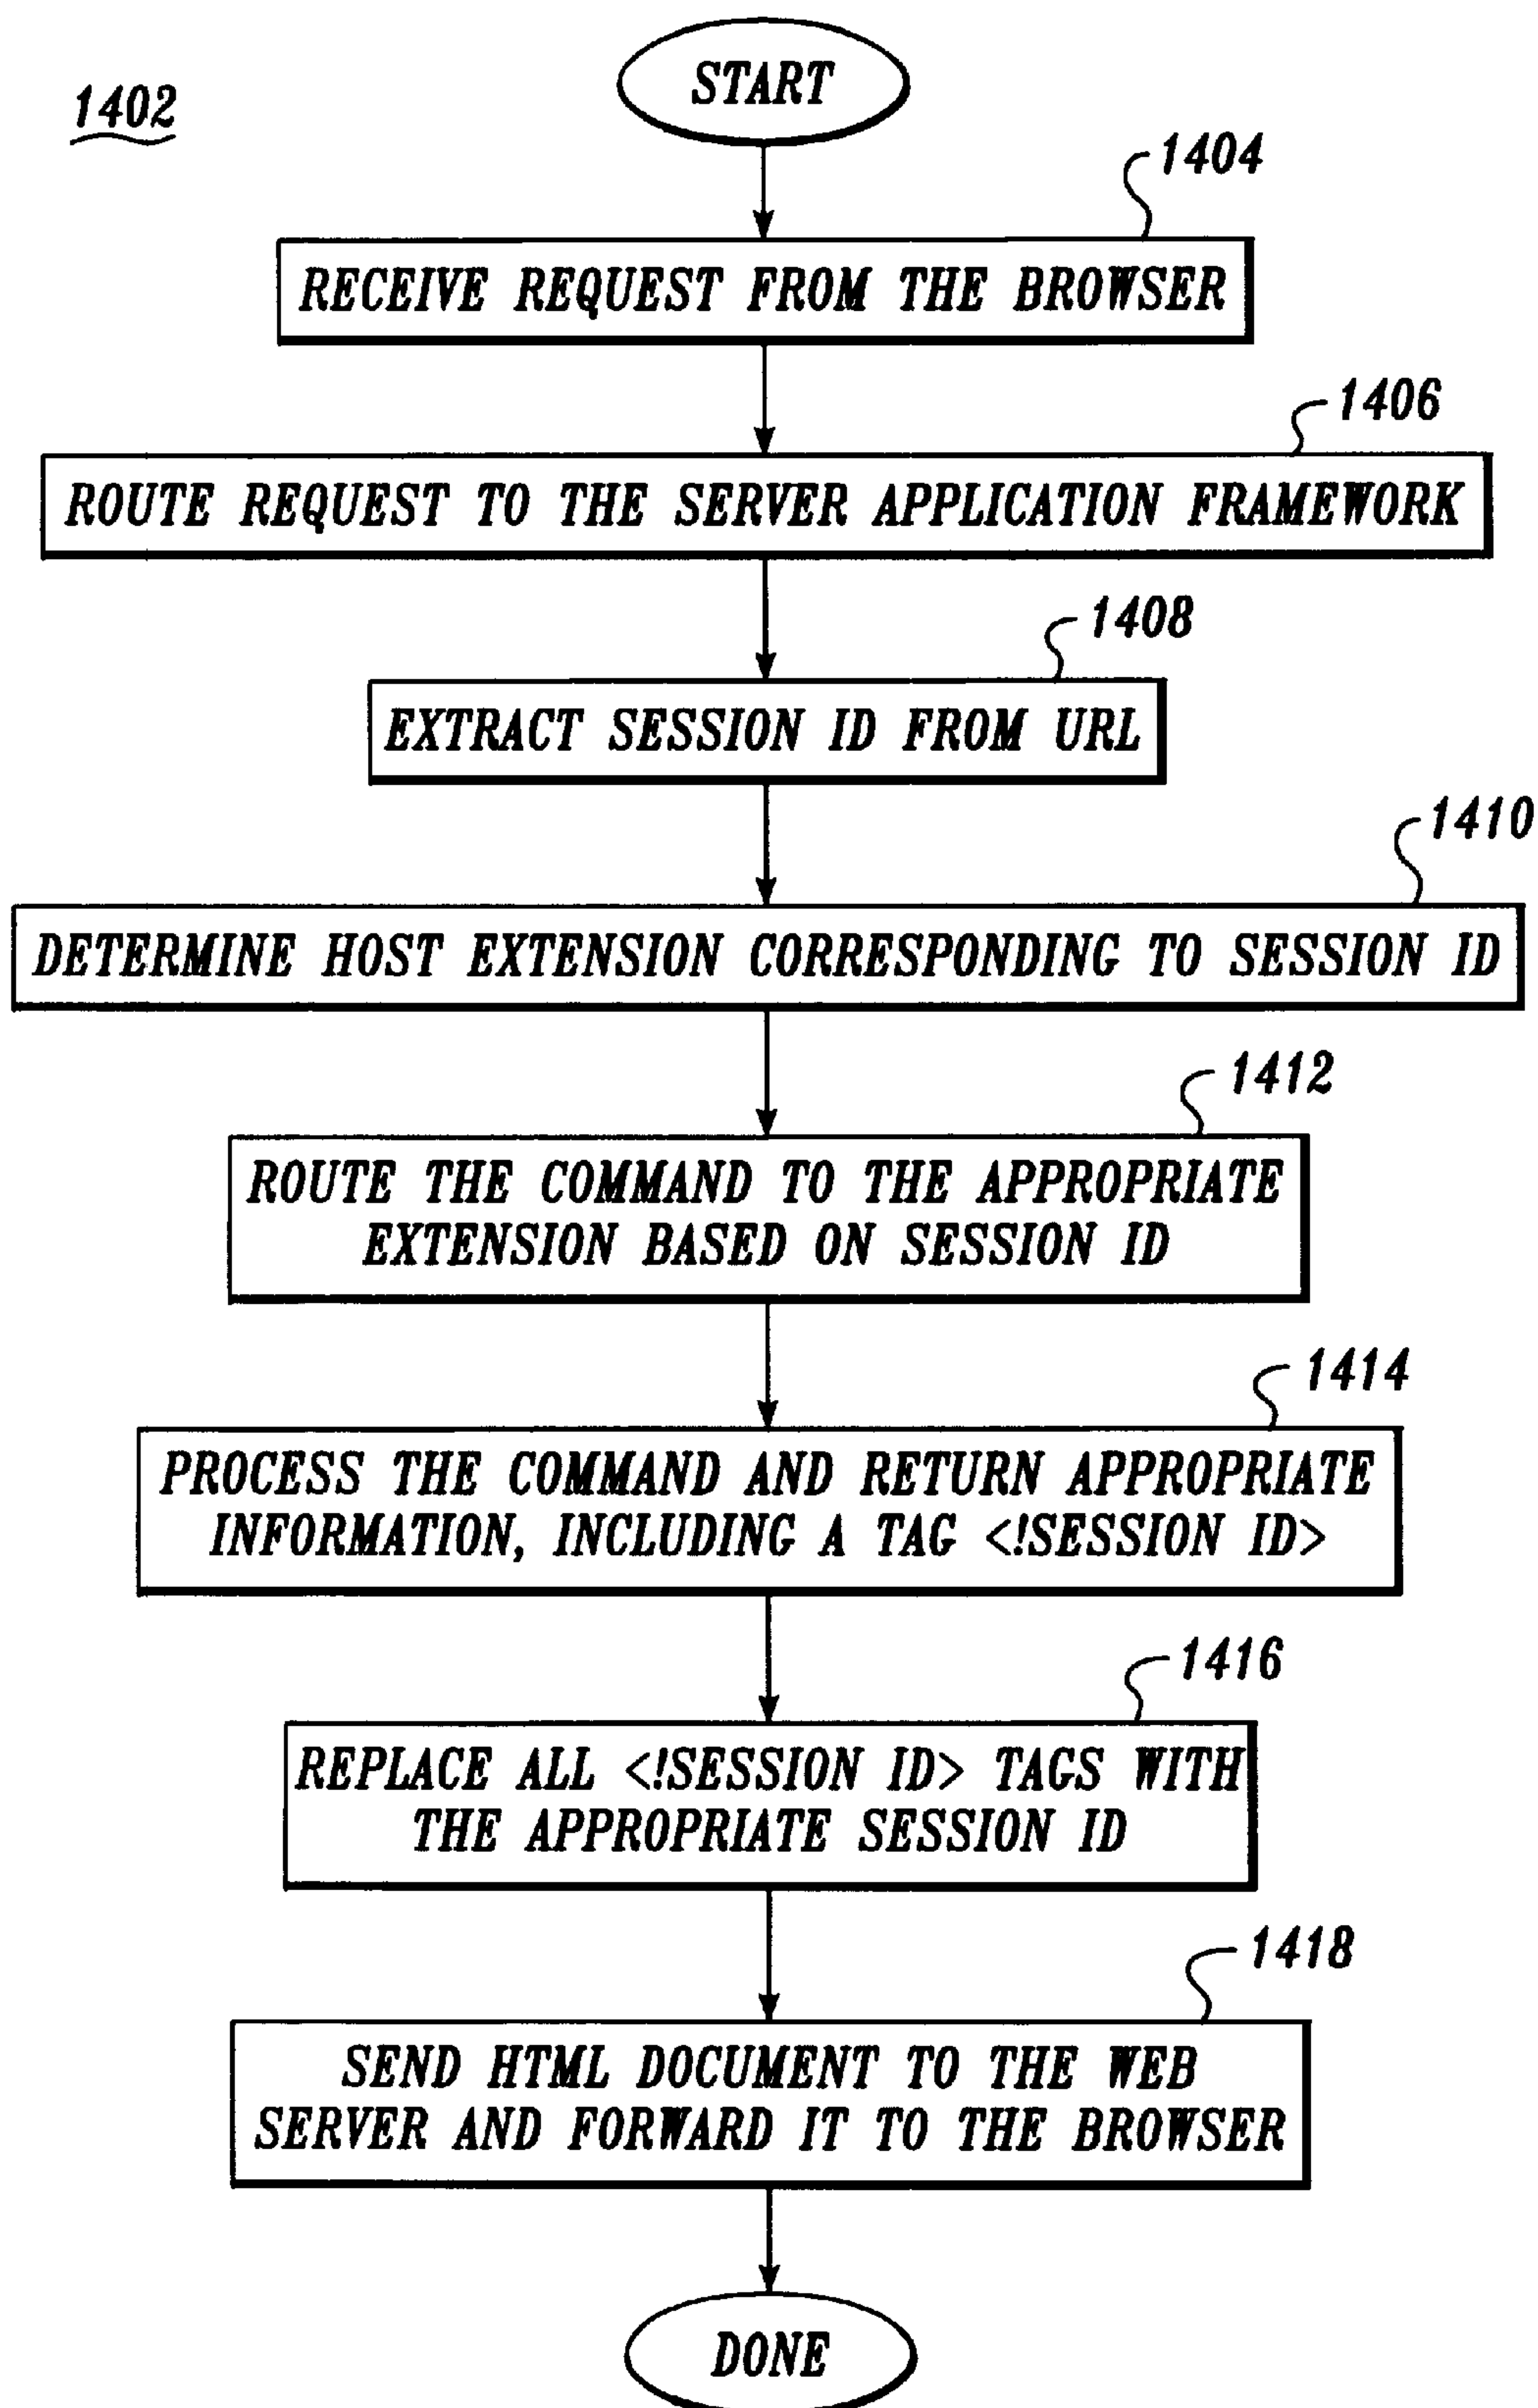 START
1402
1404
RECEIVE REQUEST FROM THE BROWSER
1406
ROUTE REQUEST TO THE SERVER APPLICATION FRAMEWORK
1408
EXTRACT SESSION ID FROM URL
1410
DETERMINE HOST EXTENSION CORRESPONDING TO SESSION ID
1412
ROUTE THE COMMAND TO THE APPROPRIATE
EXTENSION BASED ON SESSION ID
1414
PROCESS THE COMMAND AND RETURN APPROPRIATE
INFORMATION, INCLUDING A TAG <!SESSION ID>
1416
REPLACE ALL <!SESSION ID> TAGS WITH
THE APPROPRIATE SESSION ID
1418
SEND HTML DOCUMENT TO THE WEB
SERVER AND FORWARD IT TO THE BROWSER
DONE